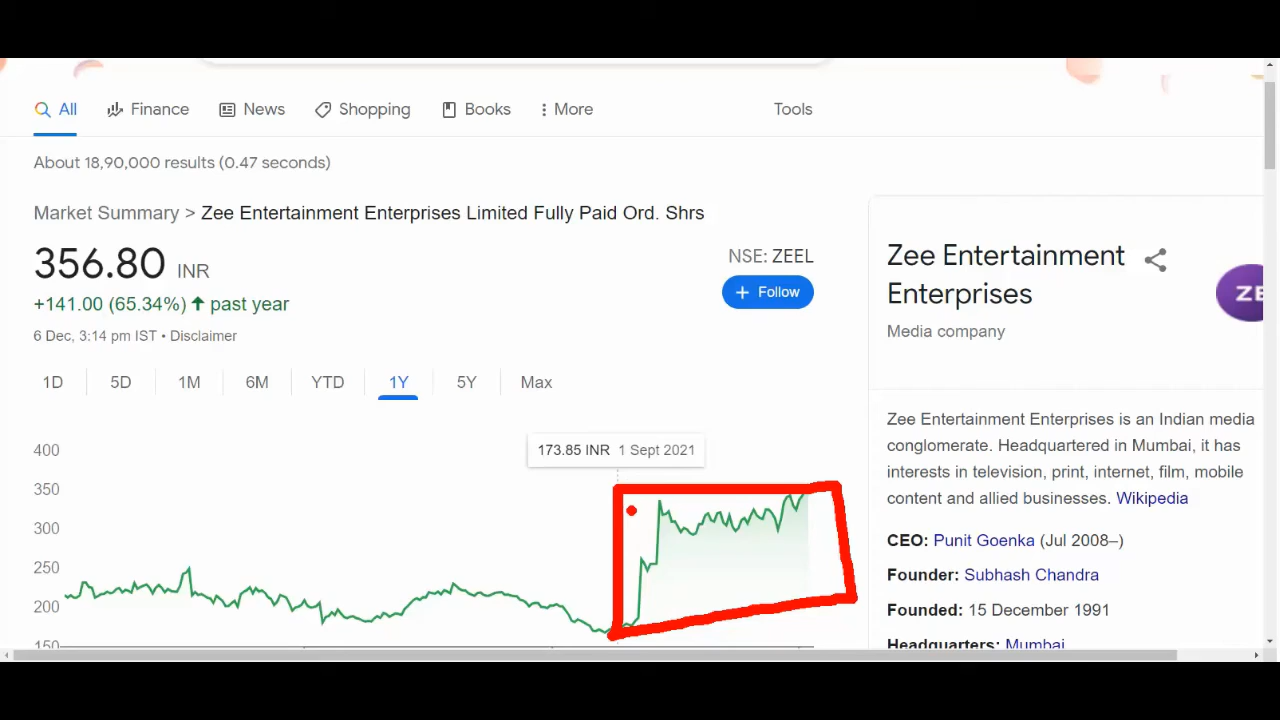 All Finance News Shopping Books More Tools
About 18,90,000 results (0.47 seconds)
Market Summary > Zee Entertainment Enterprises Limited Fully Paid Ord. Shrs
356.80 INR
+141.00 (65.34%) past year
6 Dec, 3:14 pm IST • Disclaimer
NSE: ZEEL
+ Follow
1D 5D 1M 6M YTD 1Y 5Y Max
173.85 INR 1 Sept 2021
400
350
300
250
200
150
Zee Entertainment
Enterprises
Media company
ZE
Zee Entertainment Enterprises is an Indian media
conglomerate. Headquartered in Mumbai, it has
interests in television, print, internet, film, mobile
content and allied businesses. Wikipedia
CEO: Punit Goenka (Jul 2008–)
Founder: Subhash Chandra
Founded: 15 December 1991
Headquarters: Mumbai